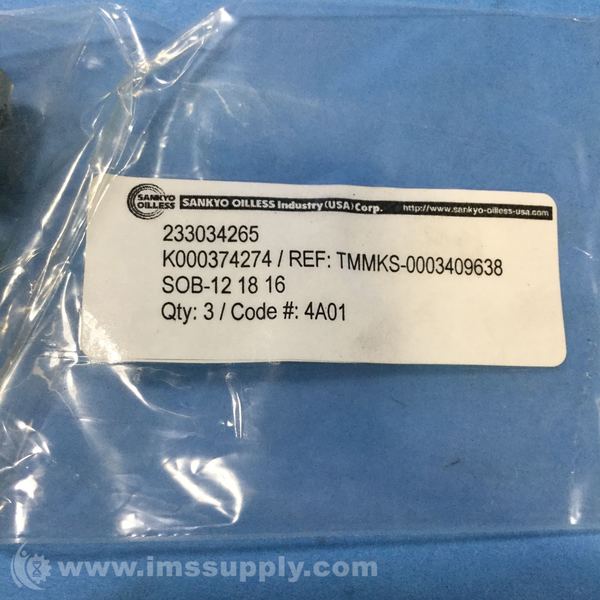 SANKYO OILLESS
SANKYO OILLESS Industry (USA) Corp. http://www.sankyo-oilless-usa.com
233034265
K000374274 / REF: TMMKS-0003409638
SOB-12 18 16
Qty: 3 / Code #: 4A01
www.imssupply.com